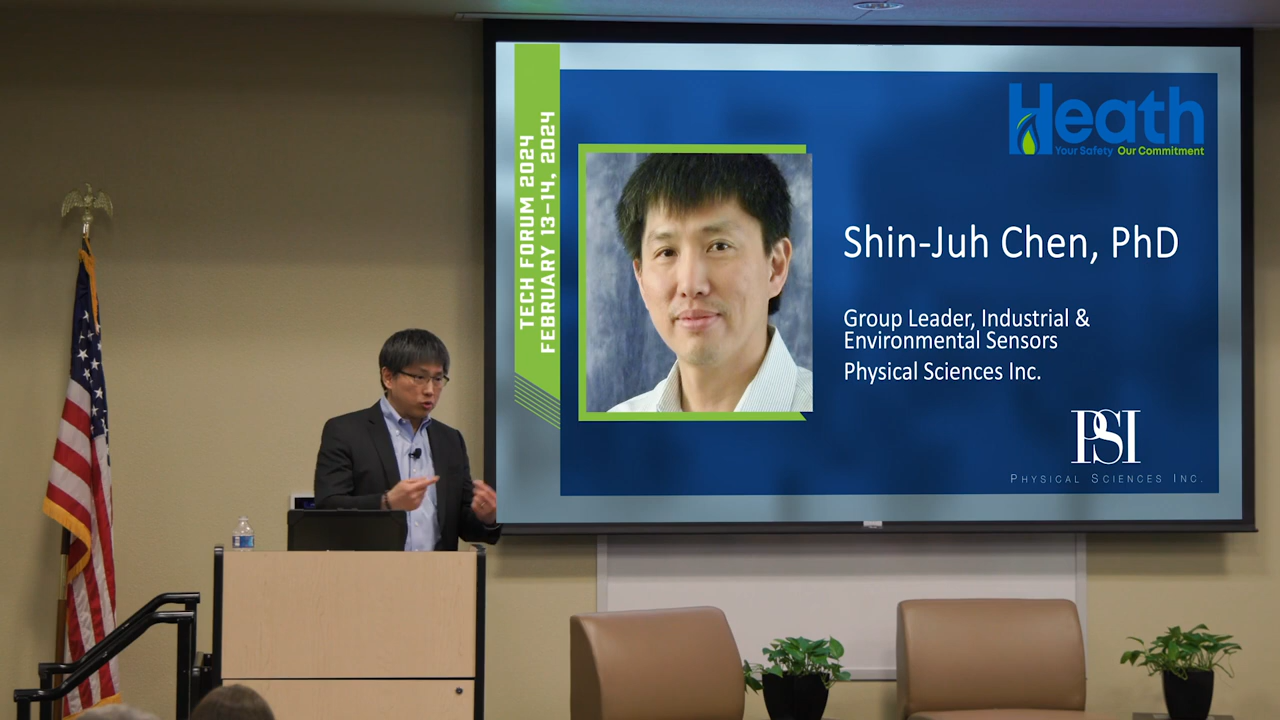 TECH FORUM 2024
FEBRUARY 13-14, 2024
Heath
Your Safety Our Commitment
Shin-Juh Chen, PhD
Group Leader, Industrial &
Environmental Sensors
Physical Sciences Inc.
PSI
PHYSICAL SCIENCES INC.